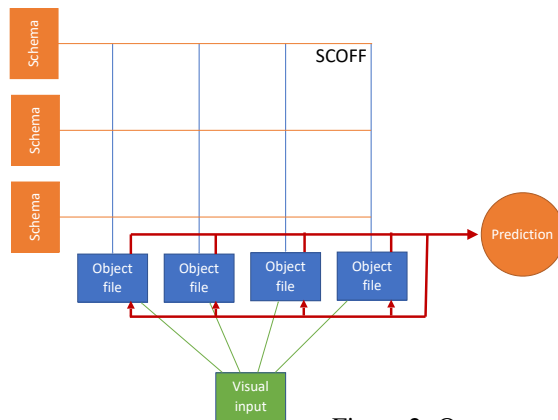 Schema
SCOFF
Schema
Schema
Prediction
Object
file
Object
file
Object
file
Object
file
Visual
input